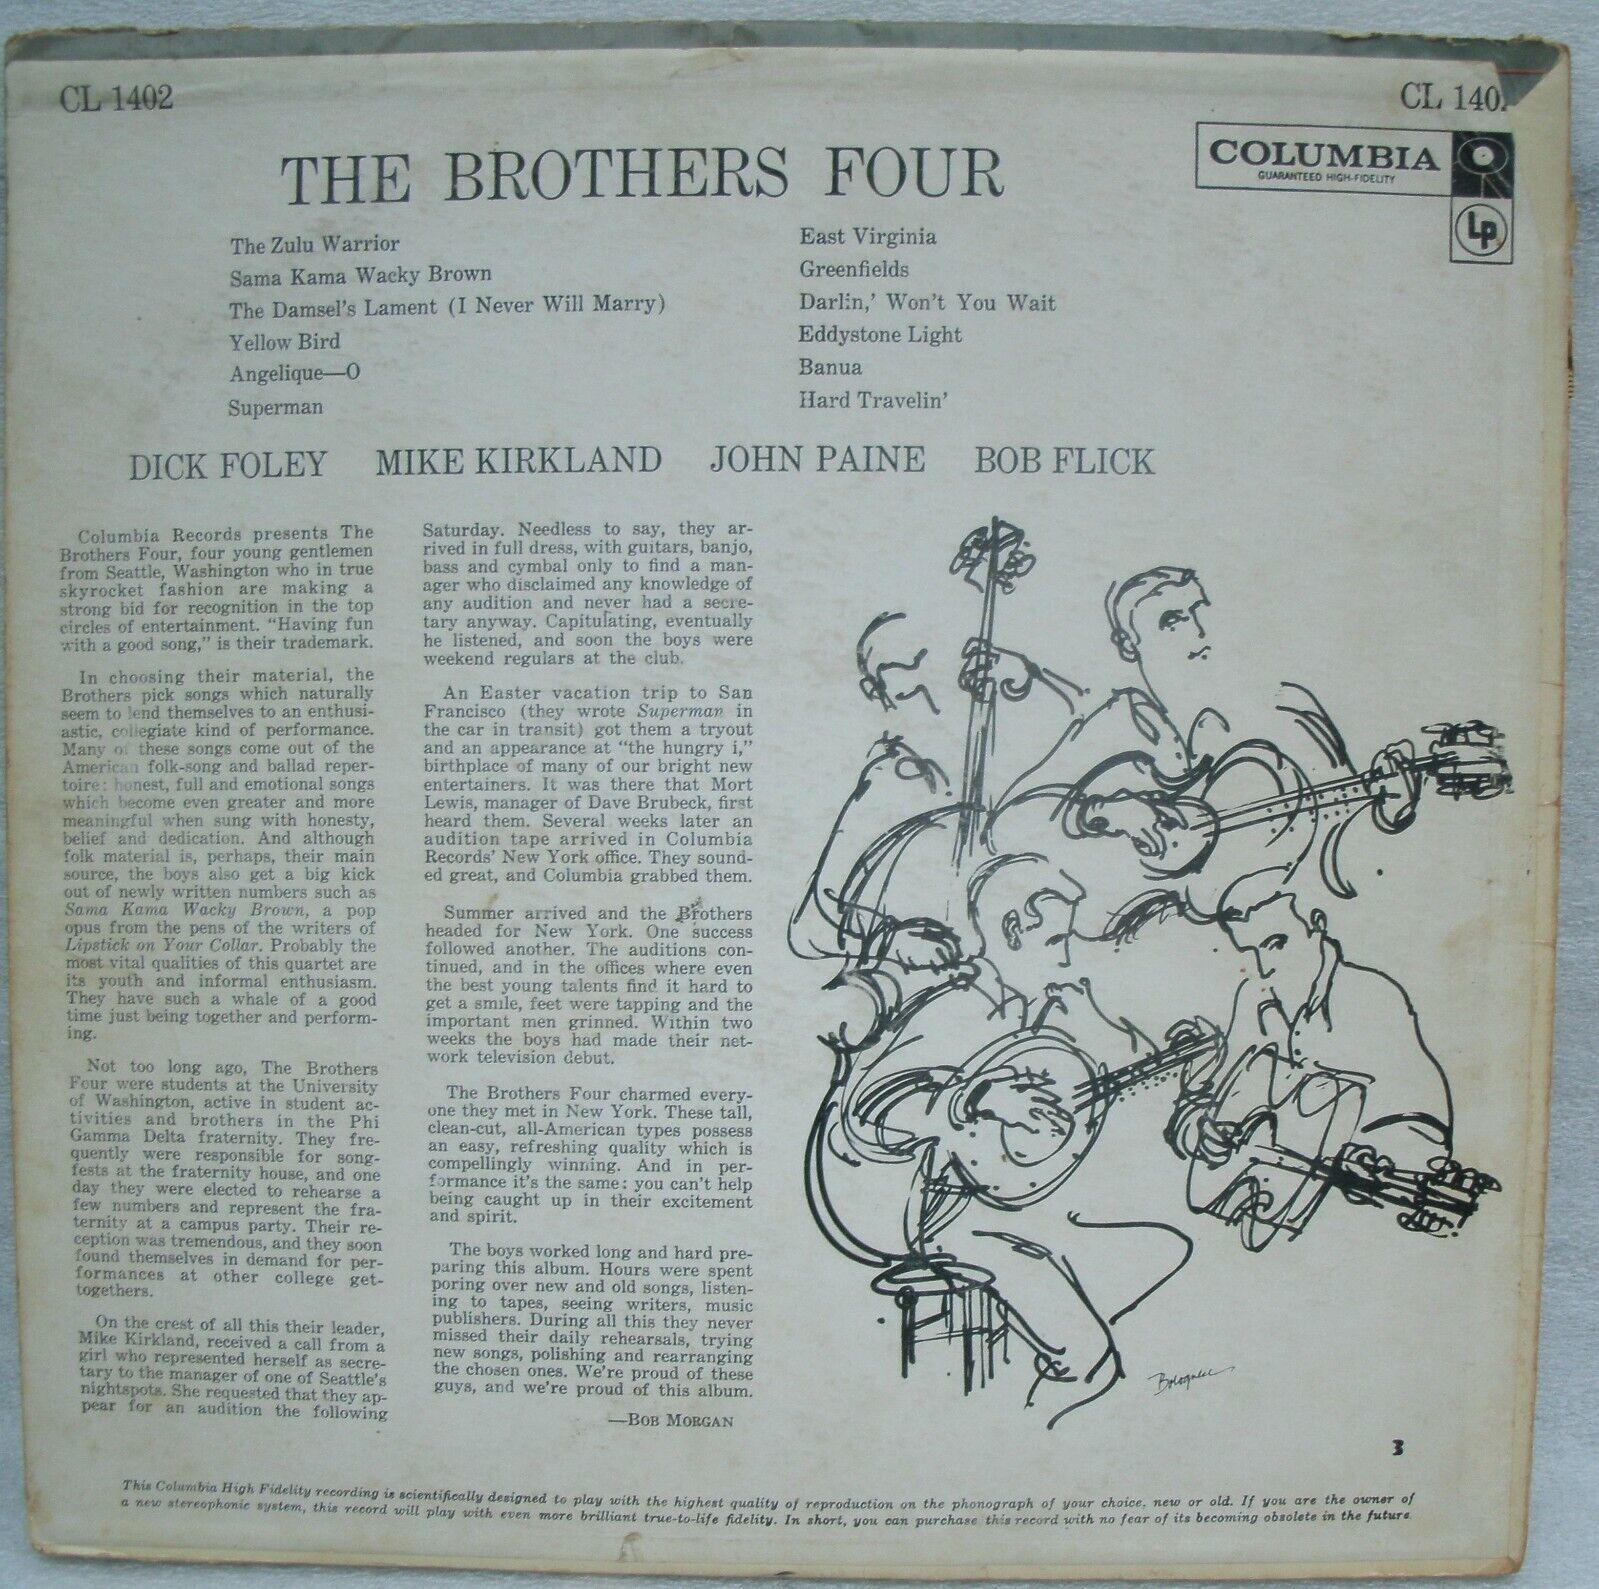 CL 1402
CL 140
THE BROTHERS FOUR
COLUMBIA
GUARANTEED HIGH-FIDELITY
Lp
The Zulu Warrior
Sama Kama Wacky Brown
The Damsel's Lament (I Never Will Marry)
Yellow Bird
Angelique—O
Superman
East Virginia
Greenfields
Darlin,' Won't You Wait
Eddystone Light
Banua
Hard Travelin'
DICK FOLEY MIKE KIRKLAND JOHN PAINE BOB FLICK
Columbia Records presents The
Brothers Four, four young gentlemen
from Seattle, Washington who in true
skyrocket fashion are making a
strong bid for recognition in the top
circles of entertainment. “Having fun
with a good song,” is their trademark.
In choosing their material, the
Brothers pick songs which naturally
seem to lend themselves to an enthusi-
astic, collegiate kind of performance.
Many of these songs come out of the
American folk-song and ballad reper-
toire: honest, full and emotional songs
which become even greater and more
meaningful when sung with honesty,
belief and dedication. And although
folk material is, perhaps, their main
source, the boys also get a big kick
out of newly written numbers such as
Sama Kama Wacky Brown, a pop
opus from the pens of the writers of
Lipstick on Your Collar. Probably the
most vital qualities of this quartet are
its youth and informal enthusiasm.
They have such a whale of a good
time just being together and perform-
ing.
Not too long ago, The Brothers
Four were students at the University
of Washington, active in student ac-
tivities and brothers in the Phi
Gamma Delta fraternity. They fre-
quently were responsible for song-
fests at the fraternity house, and one
day they were elected to rehearse a
few numbers and represent the fra-
ternity at a campus party. Their re-
ception was tremendous, and they soon
found themselves in demand for per-
formances at other college get-
togethers.
On the crest of all this their leader,
Mike Kirkland, received a call from a
girl who represented herself as secre-
tary to the manager of one of Seattle's
nightspots. She requested that they ap-
pear for an audition the following
Saturday. Needless to say, they ar-
rived in full dress, with guitars, banjo,
bass and cymbal only to find a man-
ager who disclaimed any knowledge of
any audition and never had a secre-
tary anyway. Capitulating, eventually
he listened, and soon the boys were
weekend regulars at the club.
An Easter vacation trip to San
Francisco (they wrote Superman in
the car in transit) got them a tryout
and an appearance at “the hungry i,”
birthplace of many of our bright new
entertainers. It was there that Mort
Lewis, manager of Dave Brubeck, first
heard them. Several weeks later an
audition tape arrived in Columbia
Records' New York office. They sound-
ed great, and Columbia grabbed them.
Summer arrived and the Brothers
headed for New York. One success
followed another. The auditions con-
tinued, and in the offices where even
the best young talents find it hard to
get a smile, feet were tapping and the
important men grinned. Within two
weeks the boys had made their net-
work television debut.
The Brothers Four charmed every-
one they met in New York. These tall,
clean-cut, all-American types possess
an easy, refreshing quality which is
compellingly winning. And in per-
formance it's the same: you can't help
being caught up in their excitement
and spirit.
The boys worked long and hard pre-
paring this album. Hours were spent
poring over new and old songs, listen-
ing to tapes, seeing writers, music
publishers. During all this they never
missed their daily rehearsals, trying
new songs, polishing and rearranging
the chosen ones. We're proud of these
guys, and we're proud of this album.
—BOB MORGAN
3
This Columbia High Fidelity recording is scientifically designed to play with the highest quality of reproduction on the phonograph of your choice, new or old. If you are the owner of
a new stereophonic system, this record will play with even more brilliant true-to-life fidelity. In short, you can purchase this record with no fear of its becoming obsolete in the future.